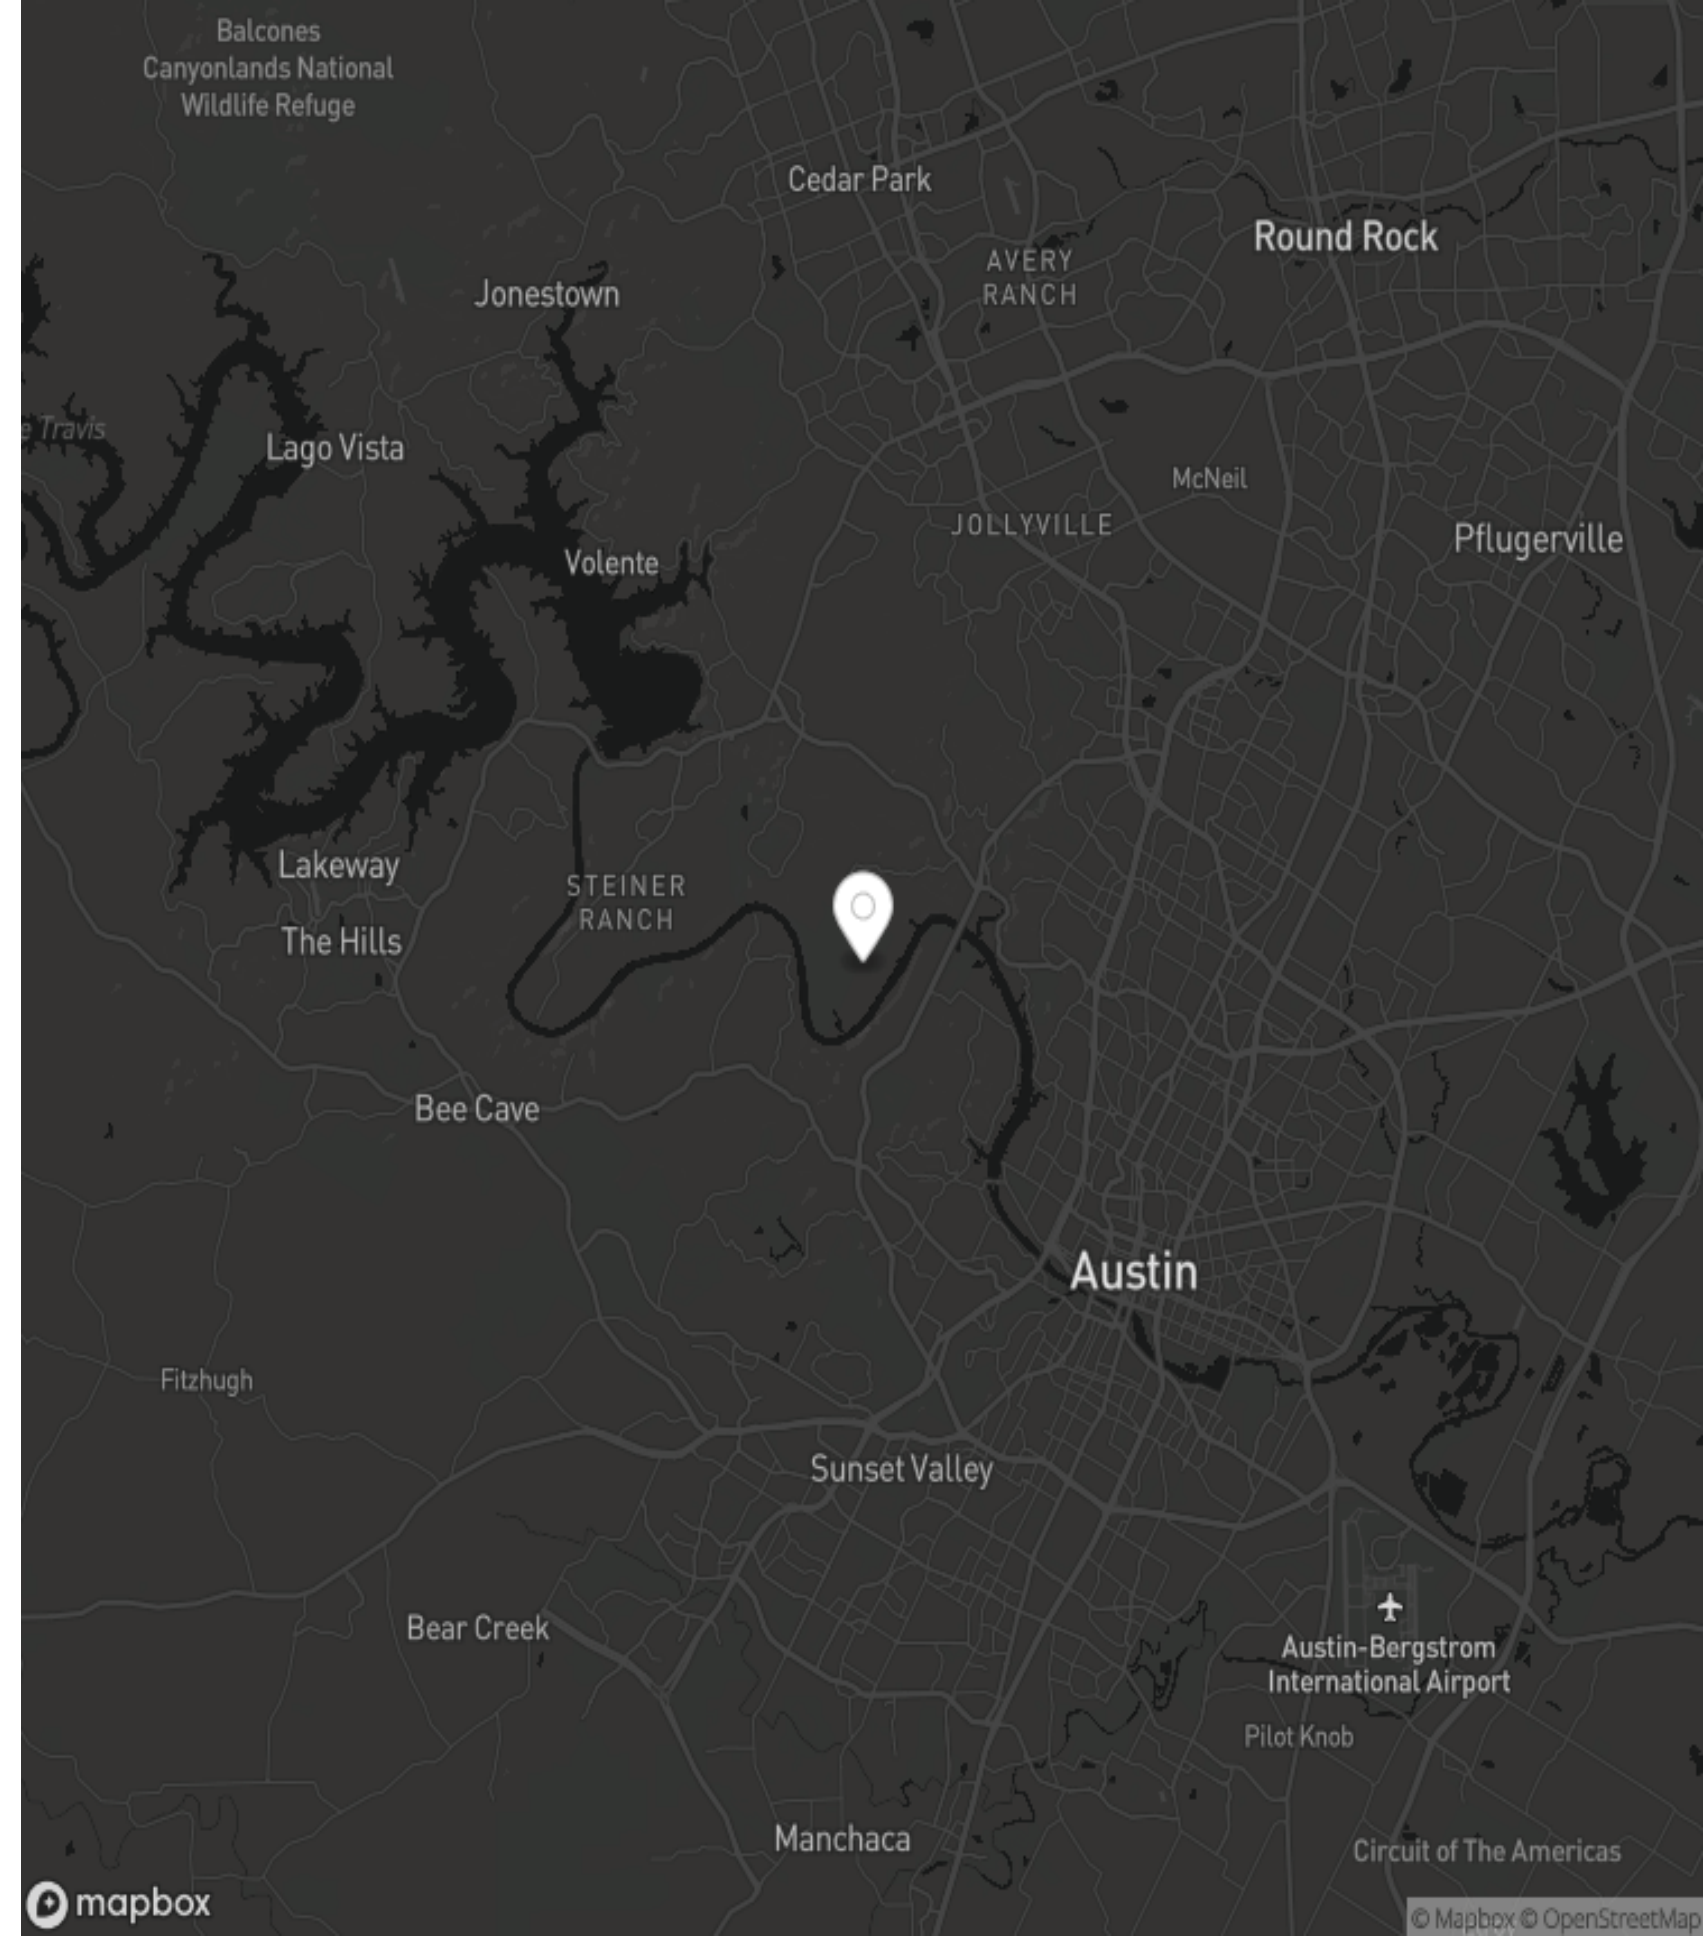 Balcones
Canyonlands National
Wildlife Refuge
Cedar Park
Round Rock
AVERY
RANCH
Jonestown
e Travis
Lago Vista
McNeil
JOLLYVILLE
Pflugerville
Volente
Lakeway
STEINER
RANCH
The Hills
Bee Cave
Austin
Fitzhugh
Sunset Valley
Bear Creek
Austin-Bergstrom
International Airport
Pilot Knob
Manchaca
Circuit of The Americas
mapbox
© Mapbox © OpenStreetMap